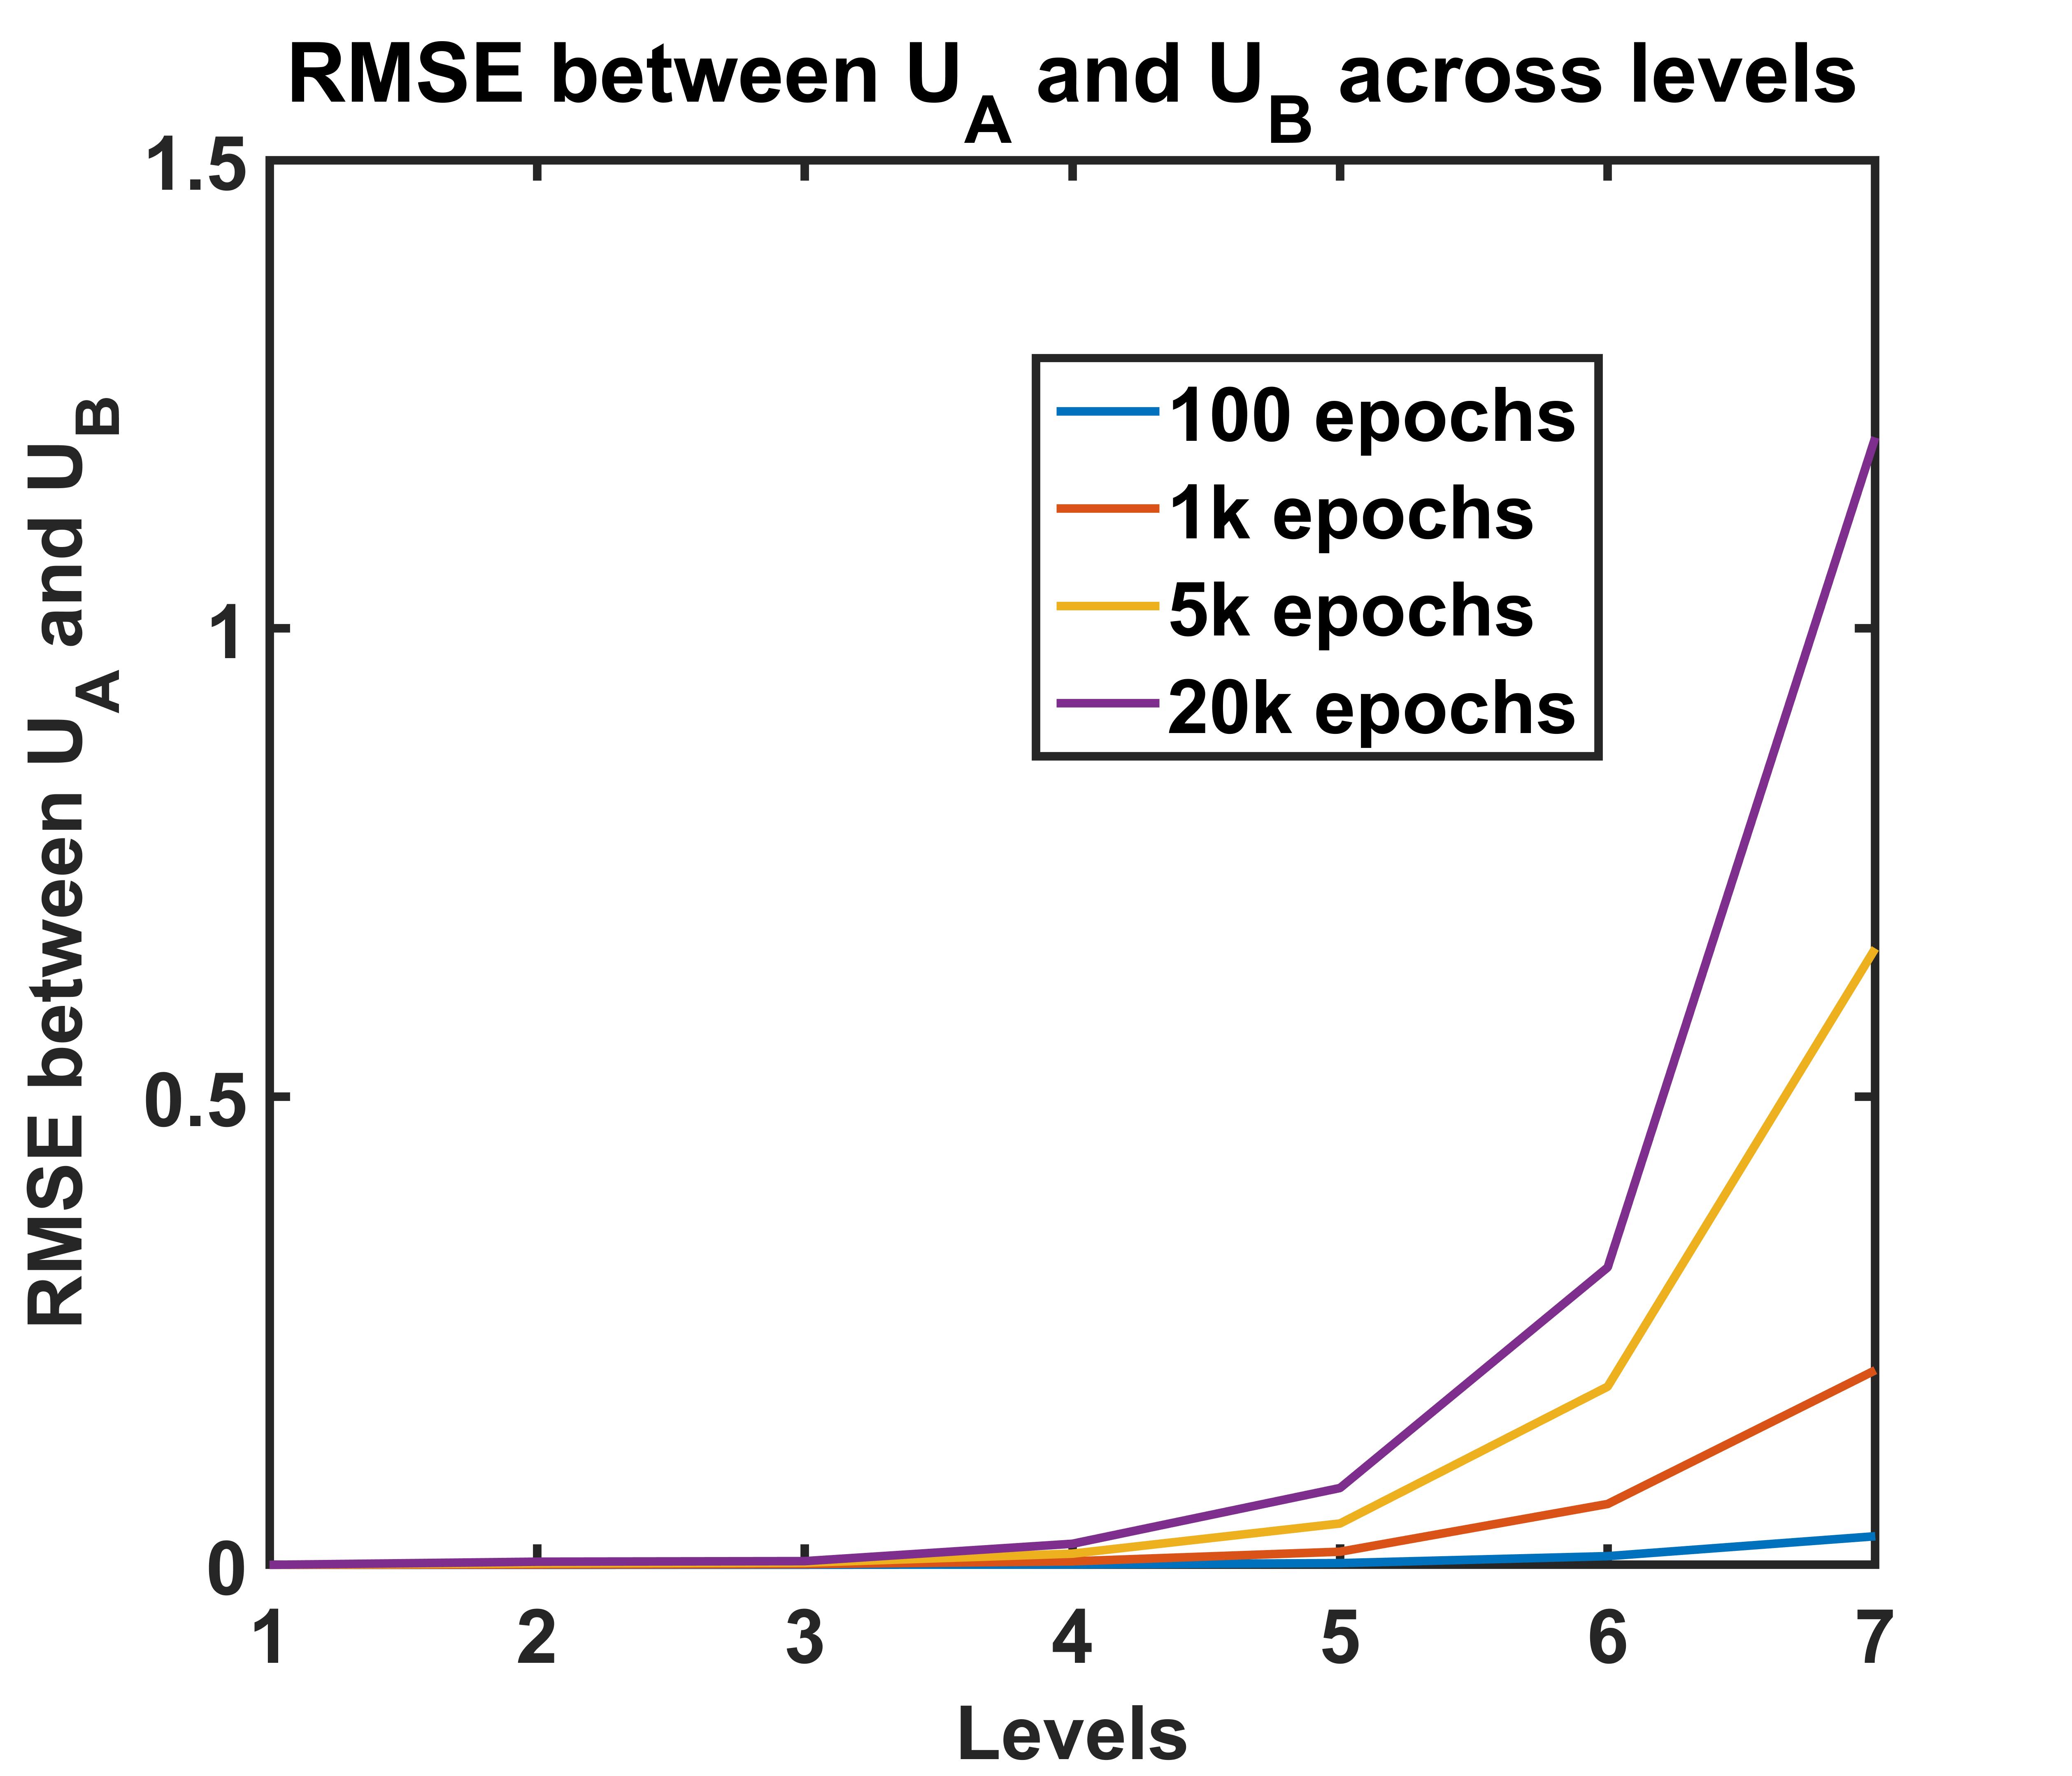 RMSE between U_A and U_B across levels
RMSE between U_A and U_B
1.5
1
0.5
0
100 epochs
1k epochs
5k epochs
20k epochs
1 2 3 4 5 6 7
Levels